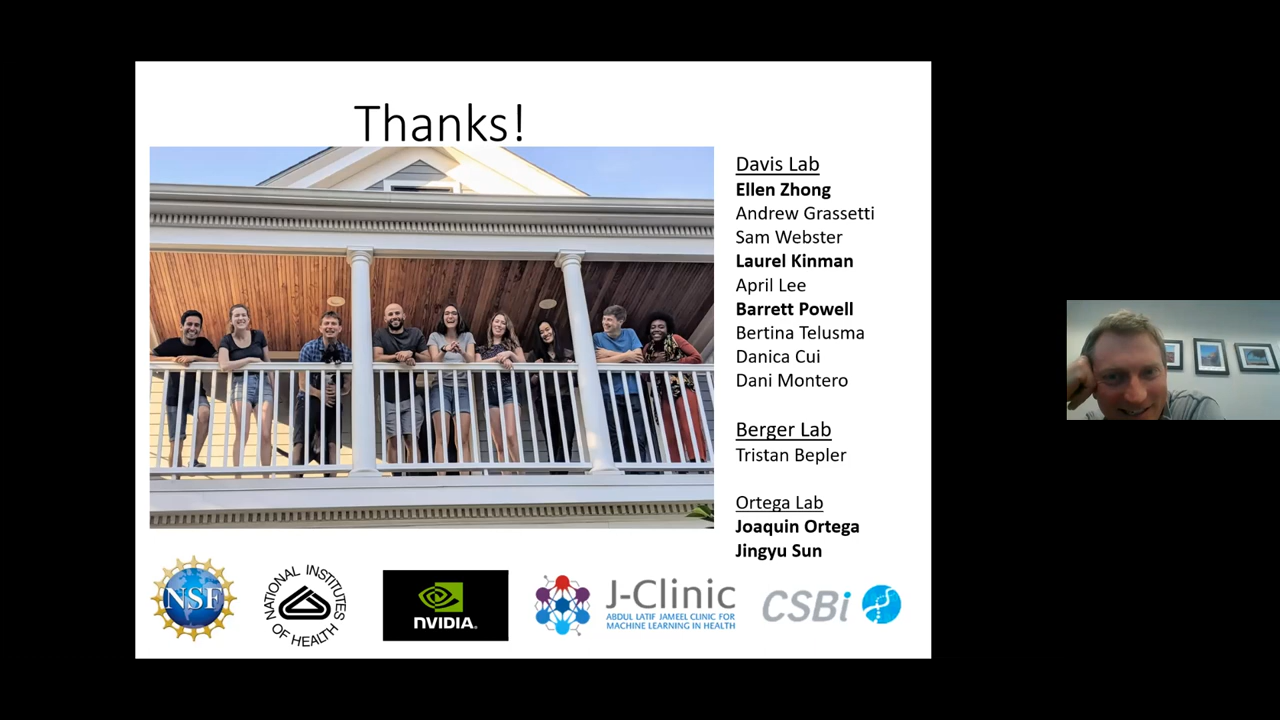 Thanks!
Davis Lab
Ellen Zhong
Andrew Grassetti
Sam Webster
Laurel Kinman
April Lee
Barrett Powell
Bertina Telusma
Danica Cui
Dani Montero
Berger Lab
Tristan Bepler
Ortega Lab
Joaquin Ortega
Jingyu Sun
NSF
NATIONAL INSTITUTES
OF HEALTH
NVIDIA.
J-Clinic
ABDUL LATIF JAMEEL CLINIC FOR
MACHINE LEARNING IN HEALTH
CSBi